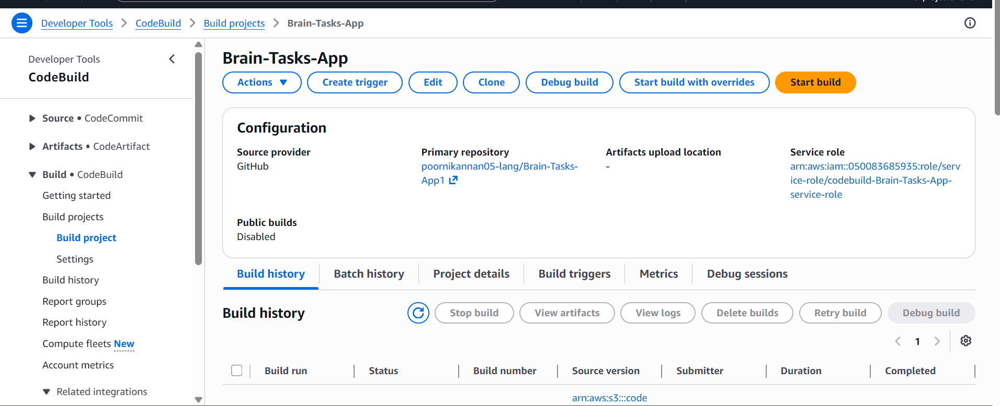 Developer Tools > CodeBuild > Build projects > Brain-Tasks-App
Developer Tools
CodeBuild
Source • CodeCommit
Artifacts • CodeArtifact
Build • CodeBuild
Getting started
Build projects
Build project
Settings
Build history
Report groups
Report history
Compute fleets New
Account metrics
Related integrations
Brain-Tasks-App
Actions Create trigger Edit Clone Debug build Start build with overrides Start build
Configuration
Source provider
GitHub
Primary repository
poornikannan05-lang/Brain-Tasks-
App1
Artifacts upload location
-
Service role
arn:aws:iam::050083685935:role/serv
ice-role/codebuild-Brain-Tasks-App-
service-role
Public builds
Disabled
Build history Batch history Project details Build triggers Metrics Debug sessions
Build history Stop build View artifacts View logs Delete builds Retry build Debug build
1
Build run Status Build number Source version Submitter Duration Completed
arn:aws:s3:::code